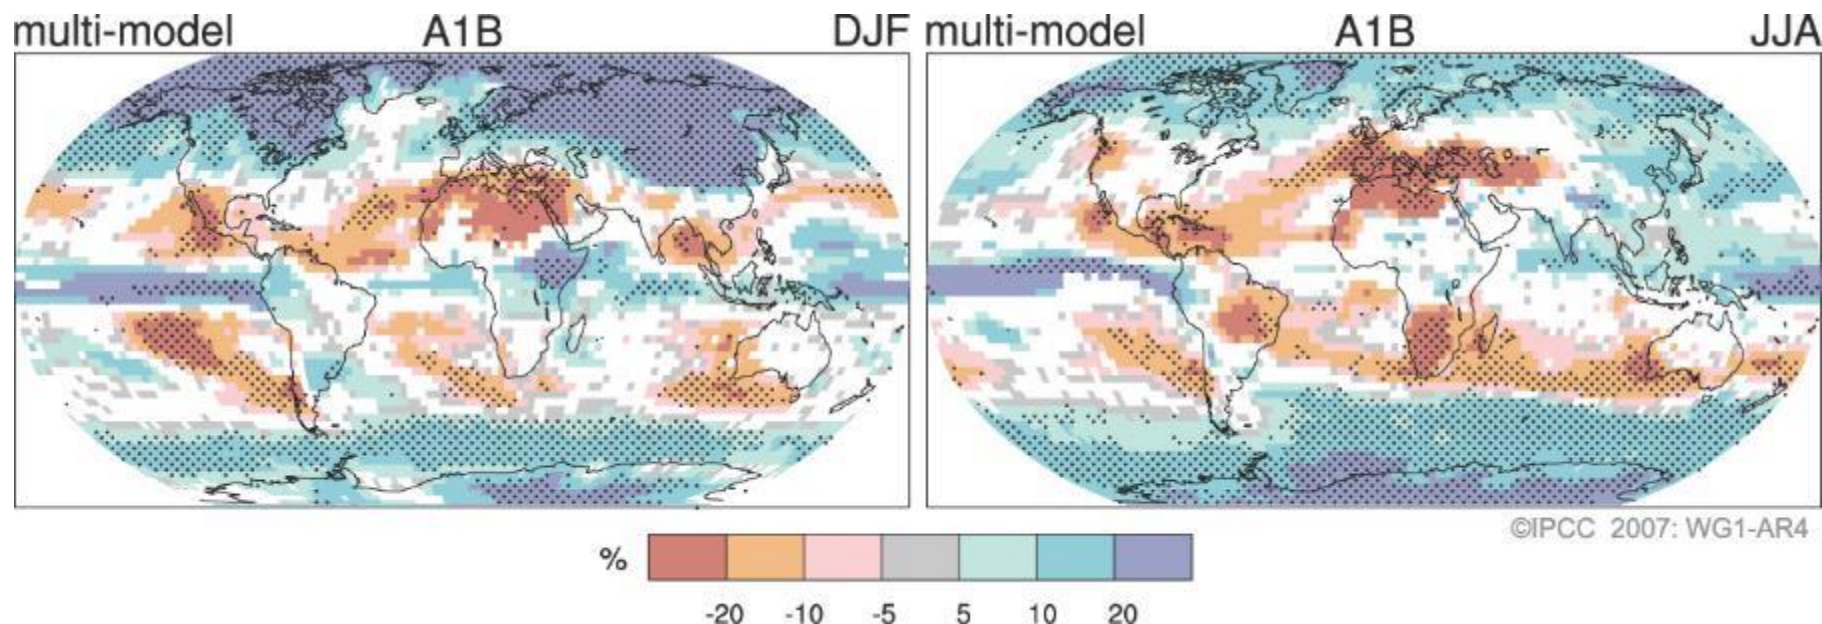 multi-model A1B DJF
multi-model A1B JJA
©IPCC 2007: WG1-AR4
%
-20 -10 -5 5 10 20